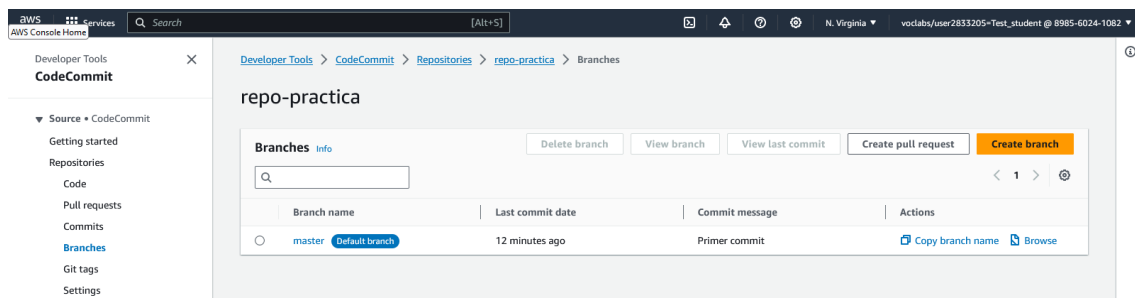 aws Services Search [Alt+S] N. Virginia ▼ voclabs/user2833205=Test_student @ 8985-6024-1082 ▼
AWS Console Home
Developer Tools
CodeCommit
Developer Tools > CodeCommit > Repositories > repo-practica > Branches
repo-practica
▼ Source • CodeCommit
Getting started
Repositories
Code
Pull requests
Commits
Branches
Git tags
Settings
Branches Info Delete branch View branch View last commit Create pull request Create branch
< 1 >
Branch name Last commit date Commit message Actions
master Default branch 12 minutes ago Primer commit Copy branch name Browse